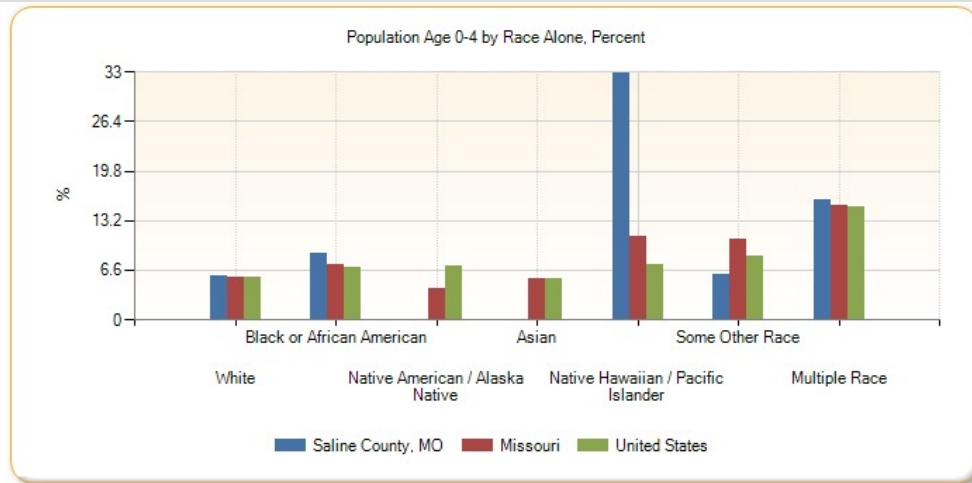 Population Age 0-4 by Race Alone, Percent
33
26.4
19.8
13.2
6.6
0
%
Black or African American
Asian
Some Other Race
White
Native American / Alaska
Native
Native Hawaiian / Pacific
Islander
Multiple Race
Saline County, MO
Missouri
United States